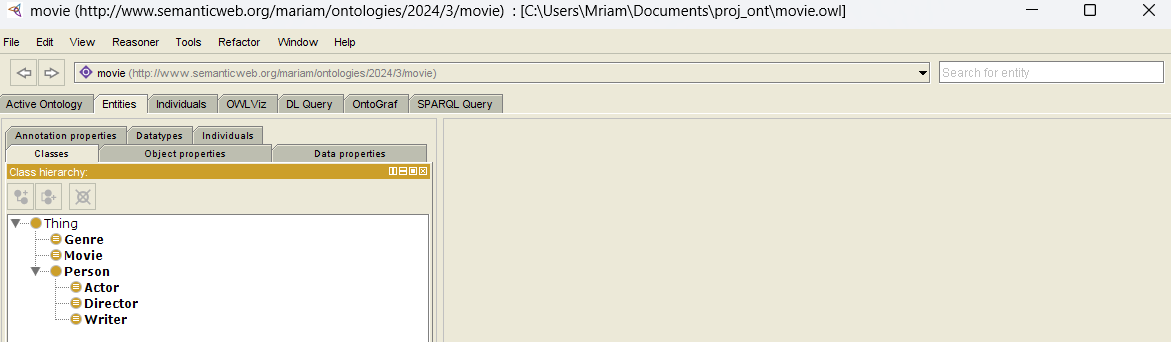 movie (http://www.semanticweb.org/mariam/ontologies/2024/3/movie) : [C:\Users\Mriam\Documents\proj_ont\movie.owl]
File Edit View Reasoner Tools Refactor Window Help
movie (http://www.semanticweb.org/mariam/ontologies/2024/3/movie) Search for entity
Active Ontology Entities Individuals OWLViz DL Query OntoGraf SPARQL Query
Annotation properties Datatypes Individuals
Classes Object properties Data properties
Class hierarchy:
Thing
Genre
Movie
Person
Actor
Director
Writer